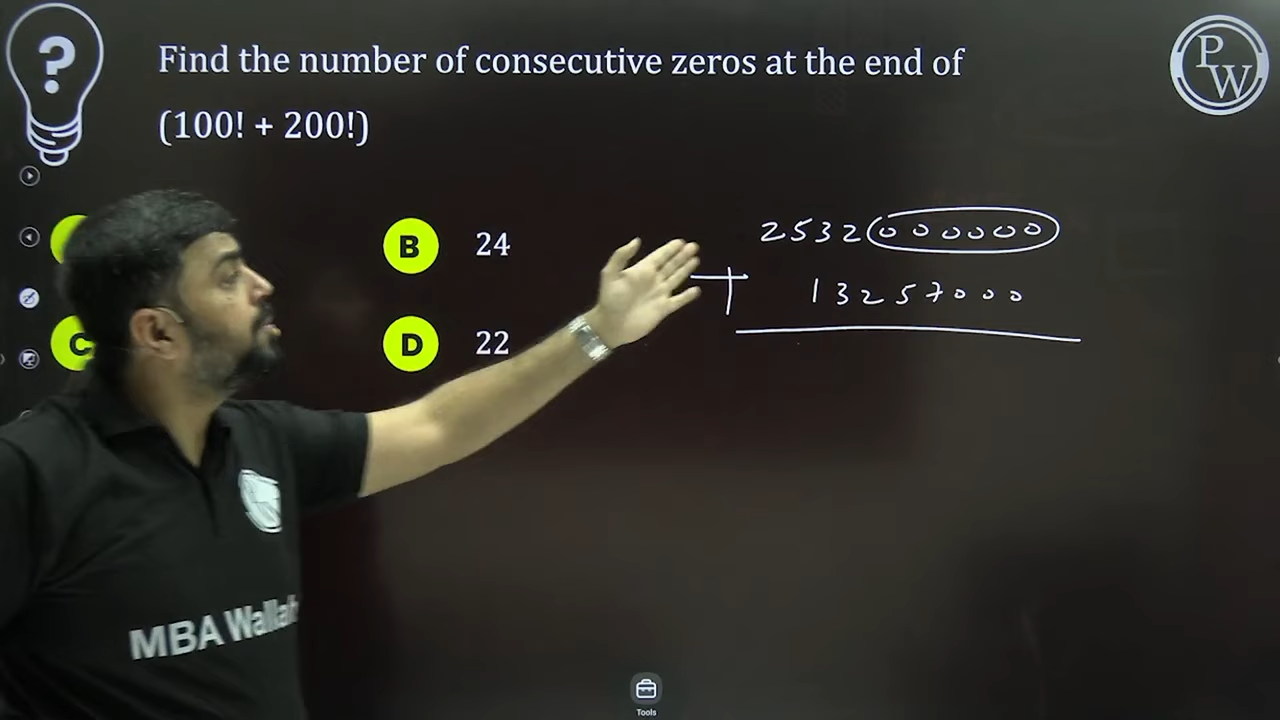 ?
Find the number of consecutive zeros at the end of
(100! + 200!)
P
W
B 24
C
D 22
2532000000
+ 13257000
MBA Wallah
Tools